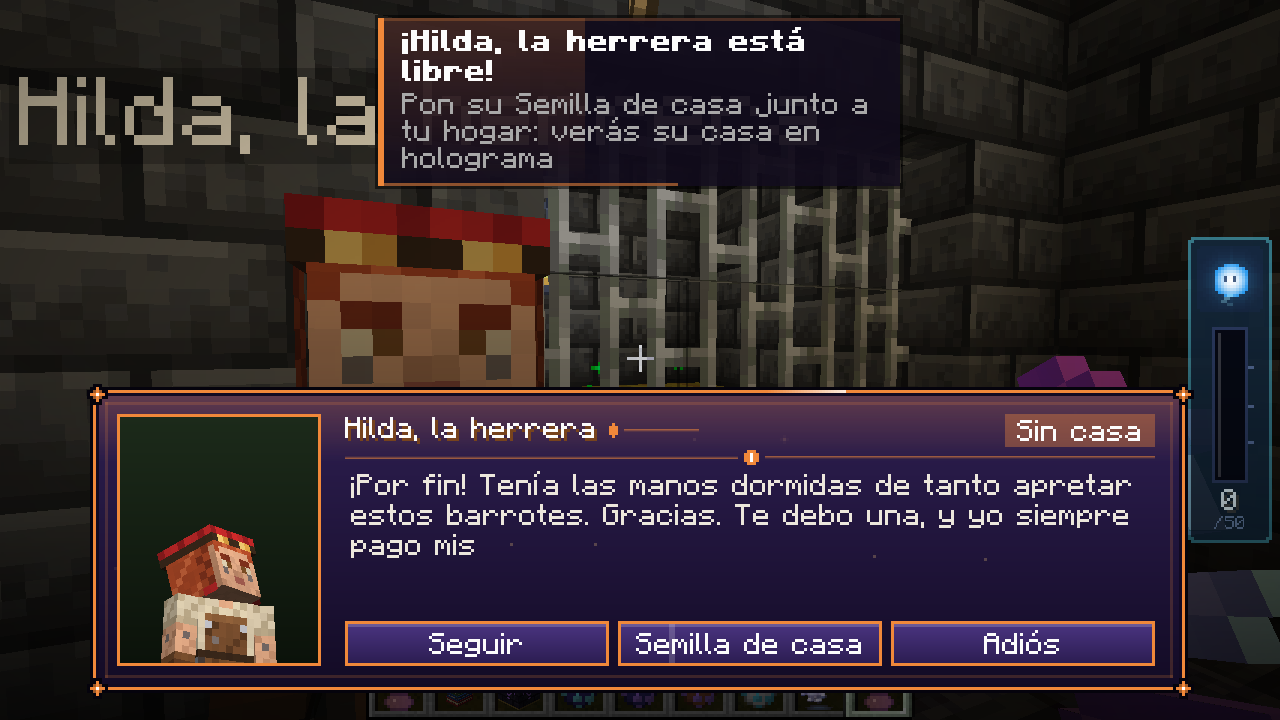 ¡Hilda, la herrera está
libre!
Pon su Semilla de casa junto a
tu hogar: verás su casa en
holograma
Hilda, la
Hilda, la herrera
Sin casa
¡Por fin! Tenía las manos dormidas de tanto apretar
estos barrotes. Gracias. Te debo una, y yo siempre
pago mis
Seguir
Semilla de casa
Adiós
0
/50